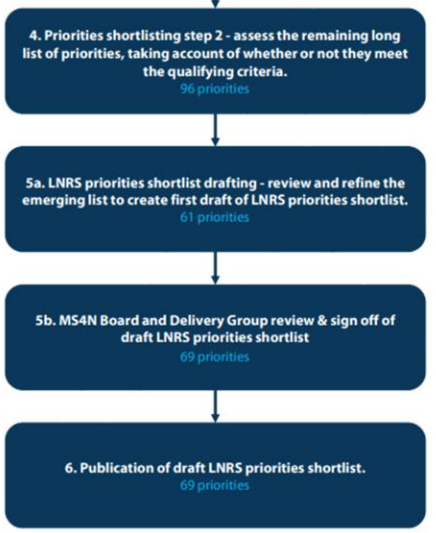 4. Priorities shortlisting step 2 - assess the remaining long
list of priorities, taking account of whether or not they meet
the qualifying criteria.
96 priorities
5a. LNRS priorities shortlist drafting - review and refine the
emerging list to create first draft of LNRS priorities shortlist.
61 priorities
5b. MS4N Board and Delivery Group review & sign off of
draft LNRS priorities shortlist
69 priorities
6. Publication of draft LNRS priorities shortlist.
69 priorities